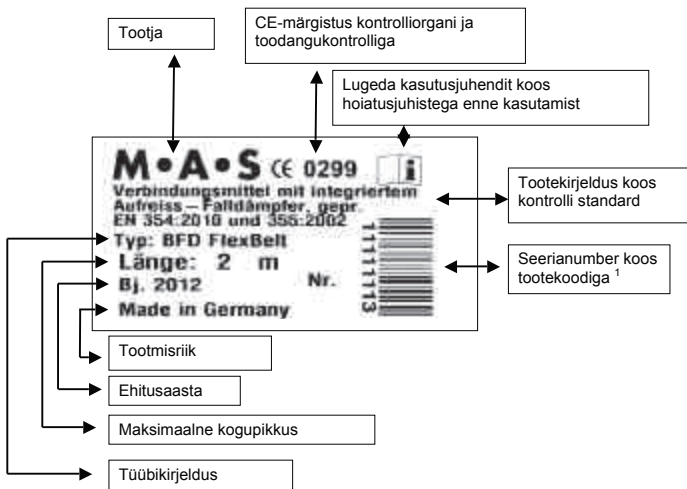 Tootja
CE-märgistus kontrolliorgani ja
toodangukontrolliga
Lugeda kasutusjuhendit koos
hoiatusjuhistega enne kasutamist
M•A•S CE 0299 i
Verbindungsmittel mit integriertem
Aufreiss – Falldämpfer, gepr.
EN 354:2010 und 355:2002
Typ: BFD FlexBelt
Länge: 2 m
Bj. 2012 Nr.
Made in Germany
11111113
Tootekirjeldus koos
kontrolli standard
Seerianumber koos
tootekoodiga 1
Tootmisriik
Ehitusaasta
Maksimaalne kogupikkus
Tüübikirjeldus